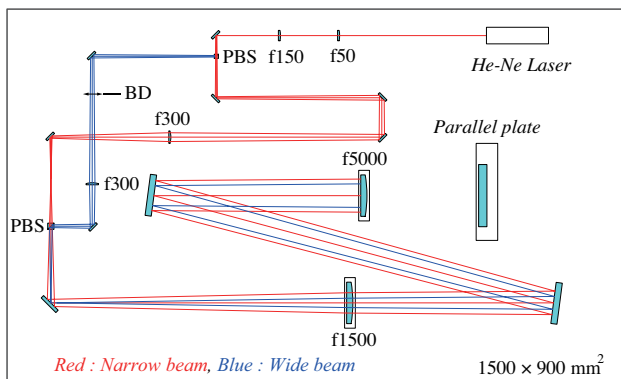 PBS
f150
f50
He-Ne Laser
BD
f300
Parallel plate
f5000
f300
PBS
f1500
Red : Narrow beam, Blue : Wide beam
1500 × 900 mm²